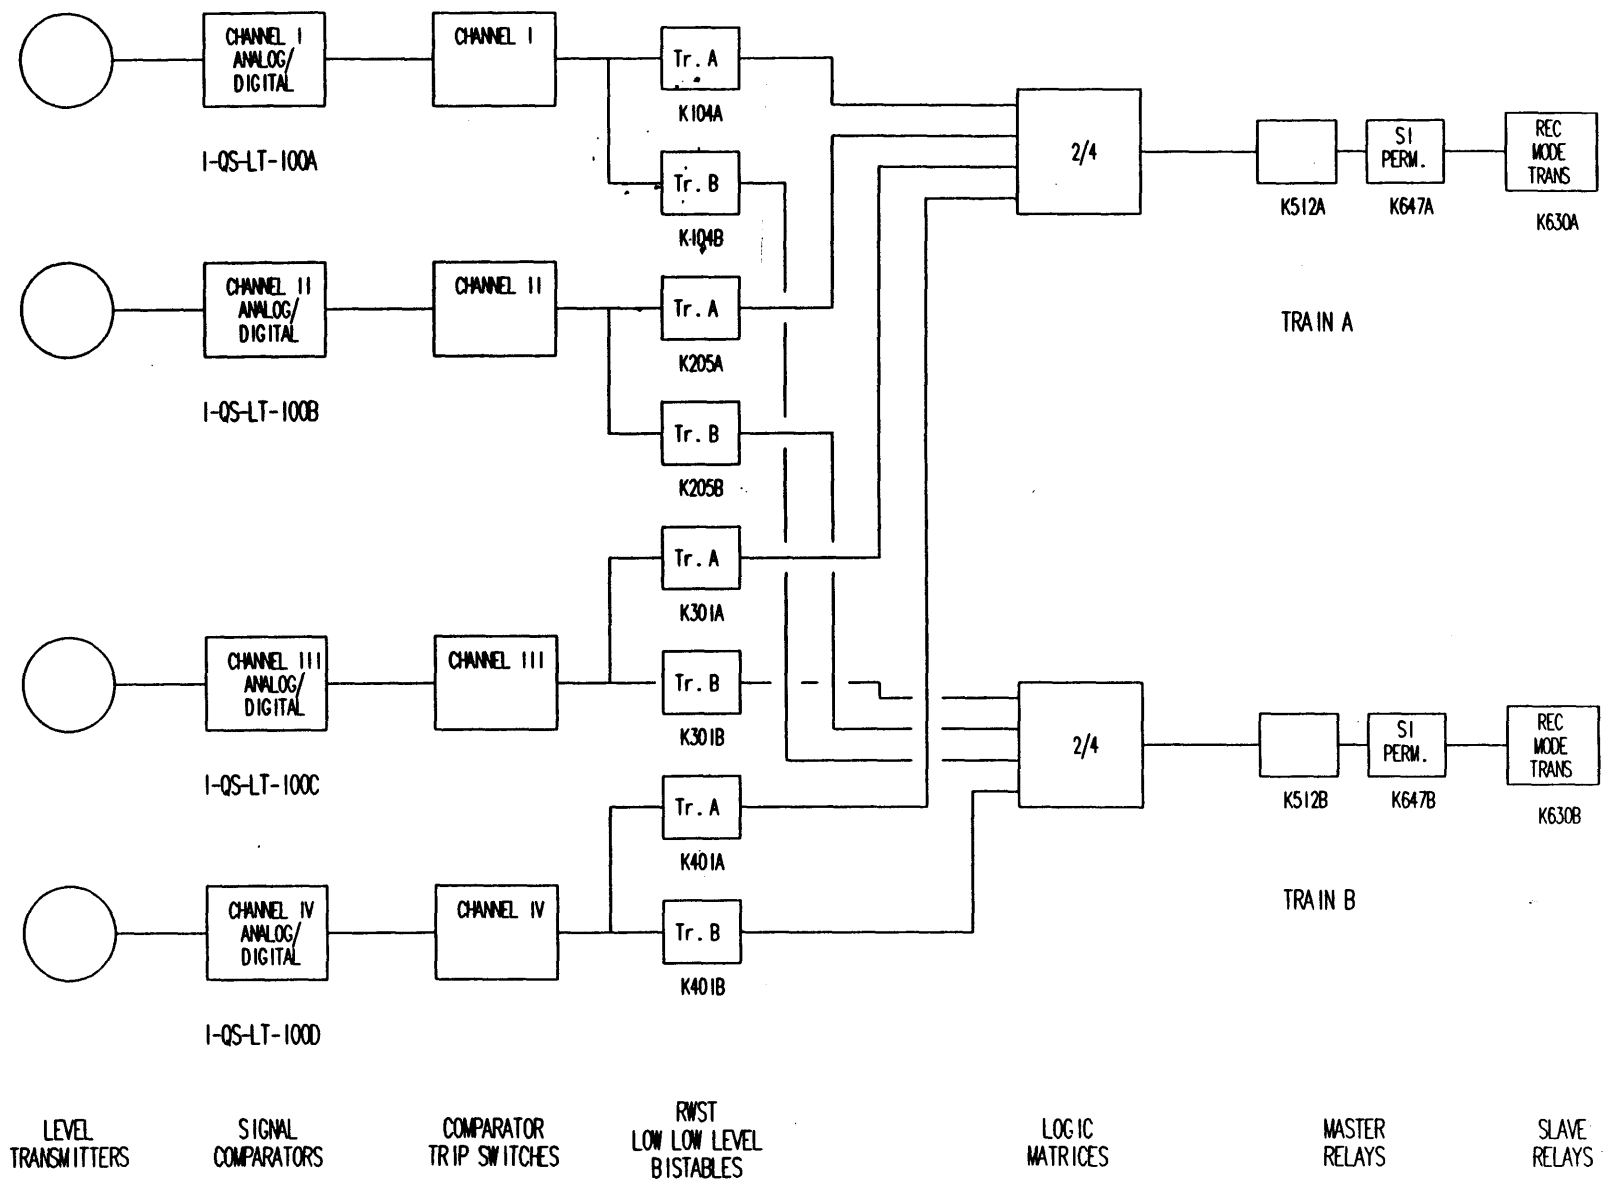 CHANNEL I
ANALOG/
DIGITAL
1-QS-LT-100A
CHANNEL I
Tr. A
K104A
Tr. B
K104B
CHANNEL II
ANALOG/
DIGITAL
1-QS-LT-100B
CHANNEL II
Tr. A
K205A
Tr. B
K205B
CHANNEL III
ANALOG/
DIGITAL
1-QS-LT-100C
CHANNEL III
Tr. A
K301A
Tr. B
K301B
CHANNEL IV
ANALOG/
DIGITAL
1-QS-LT-100D
CHANNEL IV
Tr. A
K401A
Tr. B
K401B
2/4
K512A
SI
PERM.
K647A
REC
MODE
TRANS
K630A
TRAIN A
2/4
K512B
SI
PERM.
K647B
REC
MODE
TRANS
K630B
TRAIN B
LEVEL
TRANSMITTERS
SIGNAL
COMPARATORS
COMPARATOR
TRIP SWITCHES
RWST
LOW LOW LEVEL
BISTABLES
LOGIC
MATRICES
MASTER
RELAYS
SLAVE
RELAYS